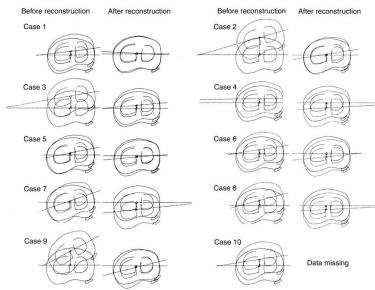 Before reconstruction After reconstruction Before reconstruction After reconstruction
Case 1 Case 2
Case 3 Case 4
Case 5 Case 6
Case 7 Case 8
Case 9 Case 10
Data missing